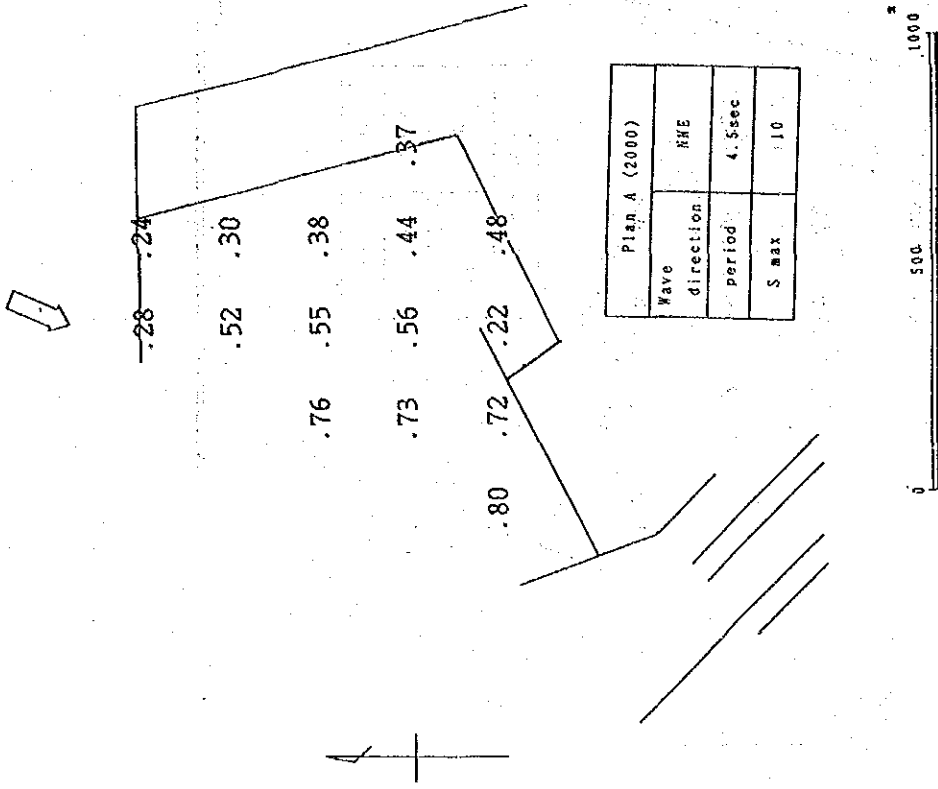 .28 .24
.52 .30
.76 .55 .38
.73 .56 .44 .37
.80 .72 .22 .48
Plan A (2000)
Wave direction NNE
period 4.5sec
S max 10
0 500 1000 m